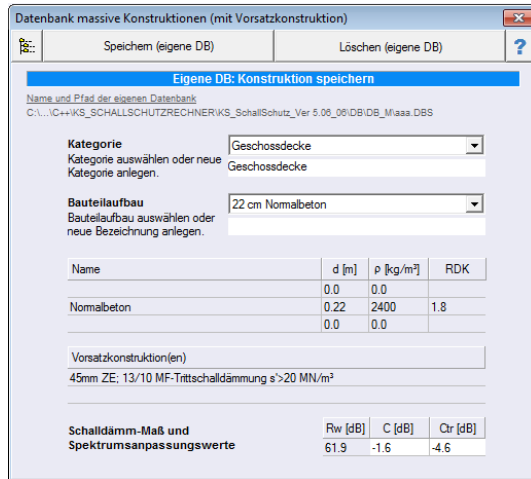 Datenbank massive Konstruktionen (mit Vorsatzkonstruktion)
Speichern (eigene DB) Löschen (eigene DB) ?
Eigene DB: Konstruktion speichern
Name und Pfad der eigenen Datenbank
C:\...\C++\KS_SCHALLSCHUTZRECHNER\KS_SchallSchutz_Ver 5.06_06\DB\DB_M\aaa.DBS
Kategorie Geschossdecke
Kategorie auswählen oder neue Geschossdecke
Kategorie anlegen.
Bauteilaufbau 22 cm Normalbeton
Bauteilaufbau auswählen oder
neue Bezeichnung anlegen.
Name d [m] ρ [kg/m³] RDK
0.0 0.0
Normalbeton 0.22 2400 1.8
0.0 0.0
Vorsatzkonstruktion(en)
45mm ZE; 13/10 MF-Trittschalldämmung s'>20 MN/m³
Schalldämm-Maß und Rw [dB] C [dB] Ctr [dB]
Spektrumsanpassungswerte 61.9 -1.6 -4.6